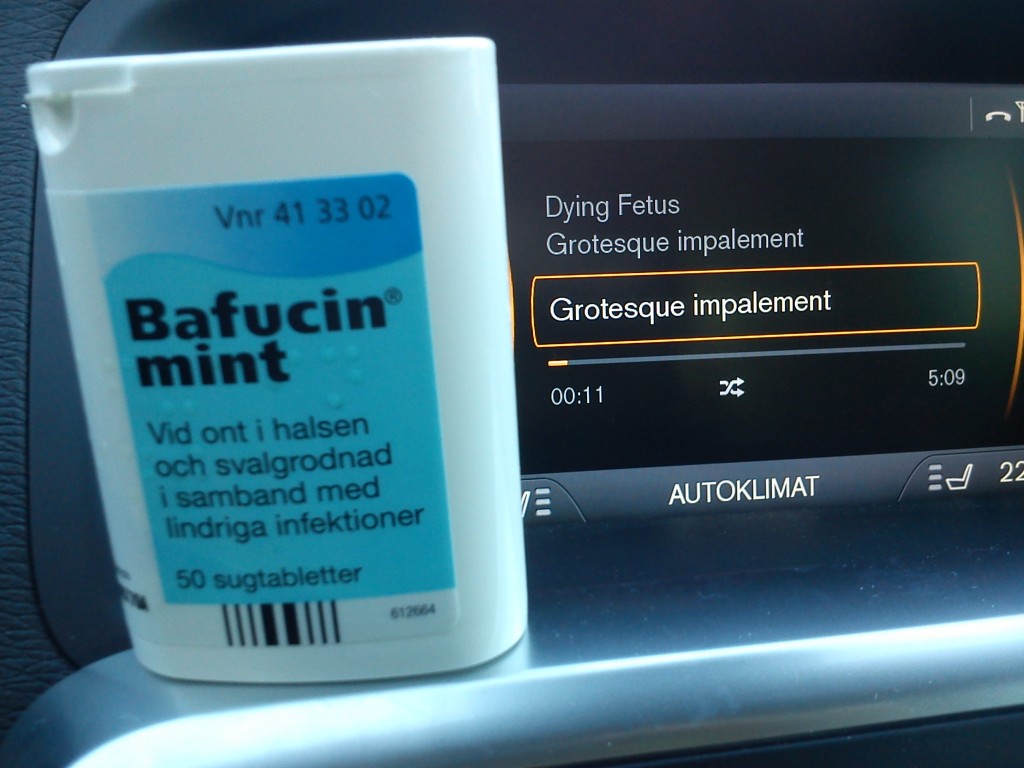 Vnr 41 33 02
Bafucin®
mint
Vid ont i halsen
och svalgrodnad
i samband med
lindriga infektioner
50 sugtabletter
612664
Dying Fetus
Grotesque impalement
Grotesque impalement
00:11
5:09
AUTOKLIMAT
22